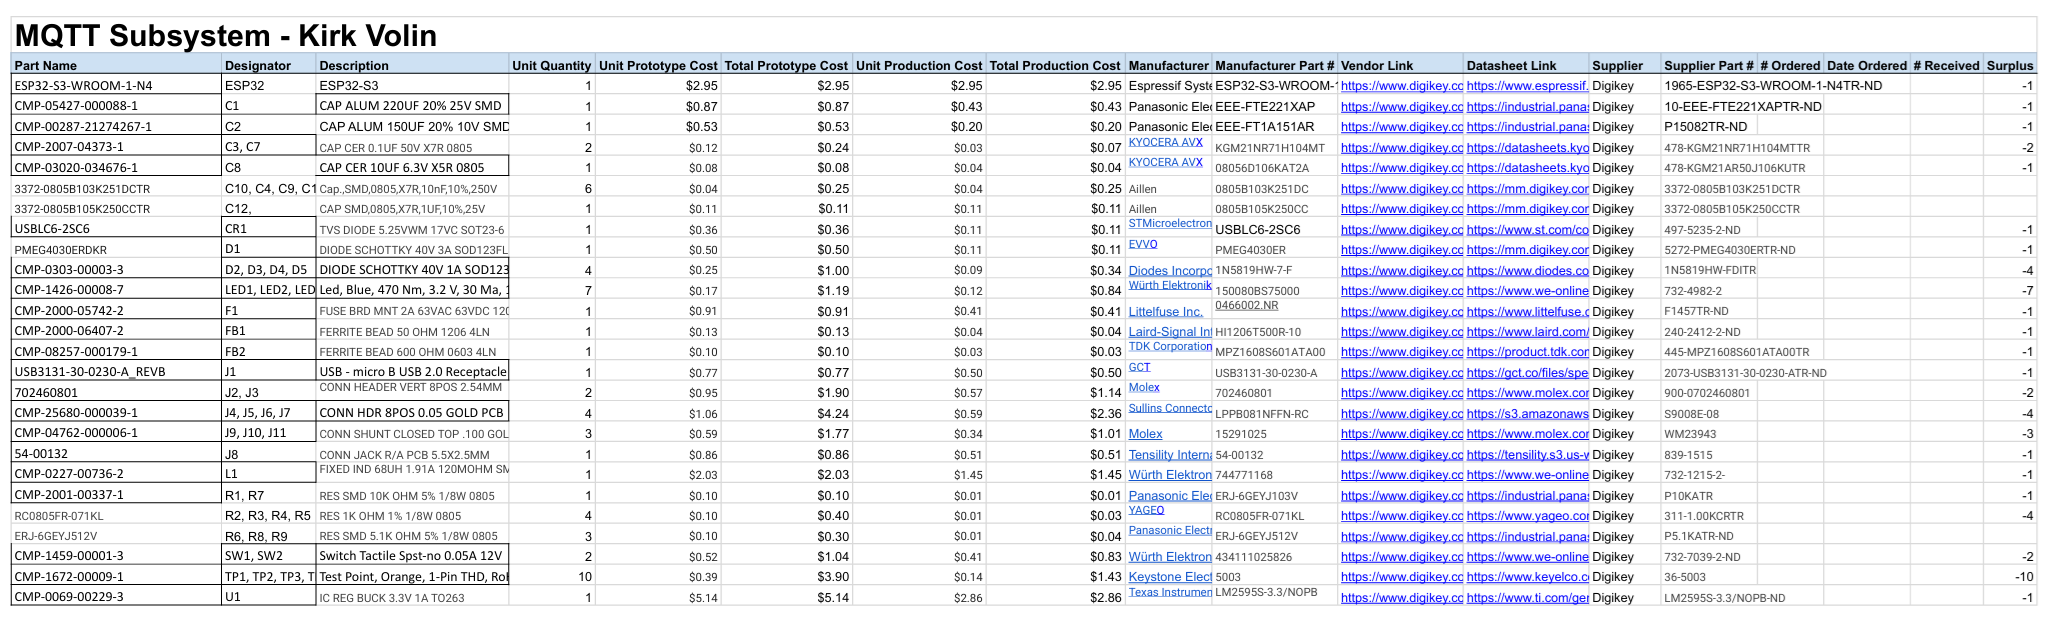 MQTT Subsystem - Kirk Volin
Part Name Designator Description Unit Quantity Unit Prototype Cost Total Prototype Cost Unit Production Cost Total Production Cost Manufacturer Manufacturer Part # Vendor Link Datasheet Link Supplier Supplier Part # # Ordered Date Ordered # Received Surplus
ESP32-S3-WROOM-1-N4 ESP32 ESP32-S3 1 $2.95 $2.95 $2.95 $2.95 Espressif Syste ESP32-S3-WROOM-1 https://www.digikey.cc https://www.espressif. Digikey 1965-ESP32-S3-WROOM-1-N4TR-ND -1
CMP-05427-000088-1 C1 CAP ALUM 220UF 20% 25V SMD 1 $0.87 $0.87 $0.43 $0.43 Panasonic Elec EEE-FTE221XAP https://www.digikey.cc https://industrial.panas Digikey 10-EEE-FTE221XAPTR-ND -1
CMP-00287-21274267-1 C2 CAP ALUM 150UF 20% 10V SMD 1 $0.53 $0.53 $0.20 $0.20 Panasonic Elec EEE-FT1A151AR https://www.digikey.cc https://industrial.panas Digikey P15082TR-ND -1
CMP-2007-04373-1 C3, C7 CAP CER 0.1UF 50V X7R 0805 2 $0.12 $0.24 $0.03 $0.07 KYOCERA AVX KGM21NR71H104MT https://www.digikey.cc https://datasheets.kyo Digikey 478-KGM21NR71H104MTTR -2
CMP-03020-034676-1 C8 CAP CER 10UF 6.3V X5R 0805 1 $0.08 $0.08 $0.04 $0.04 KYOCERA AVX 08056D106KAT2A https://www.digikey.cc https://datasheets.kyo Digikey 478-KGM21AR50J106KUTR -1
3372-0805B103K251DCTR C10, C4, C9, C1 Cap.,SMD,0805,X7R,10nF,10%,250V 6 $0.04 $0.25 $0.04 $0.25 Aillen 0805B103K251DC https://www.digikey.cc https://mm.digikey.cor Digikey 3372-0805B103K251DCTR
3372-0805B105K250CCTR C12, CAP SMD,0805,X7R,1UF,10%,25V 1 $0.11 $0.11 $0.11 $0.11 Aillen 0805B105K250CC https://www.digikey.cc https://mm.digikey.cor Digikey 3372-0805B105K250CCTR
USBLC6-2SC6 CR1 TVS DIODE 5.25VWM 17VC SOT23-6 1 $0.36 $0.36 $0.11 $0.11 STMicroelectron USBLC6-2SC6 https://www.digikey.cc https://www.st.com/co Digikey 497-5235-2-ND -1
PMEG4030ERDKR D1 DIODE SCHOTTKY 40V 3A SOD123FL 1 $0.50 $0.50 $0.11 $0.11 EVVO PMEG4030ER https://www.digikey.cc https://mm.digikey.cor Digikey 5272-PMEG4030ERTR-ND -1
CMP-0303-00003-3 D2, D3, D4, D5 DIODE SCHOTTKY 40V 1A SOD123 4 $0.25 $1.00 $0.09 $0.34 Diodes Incorpo 1N5819HW-7-F https://www.digikey.cc https://www.diodes.co Digikey 1N5819HW-FDITR -4
CMP-1426-00008-7 LED1, LED2, LED Led, Blue, 470 Nm, 3.2 V, 30 Ma, 1 7 $0.17 $1.19 $0.12 $0.84 Würth Elektronik 150080BS75000 https://www.digikey.cc https://www.we-online Digikey 732-4982-2 -7
CMP-2000-05742-2 F1 FUSE BRD MNT 2A 63VAC 63VDC 120 1 $0.91 $0.91 $0.41 $0.41 Littelfuse Inc. 0466002.NR https://www.digikey.cc https://www.littelfuse.c Digikey F1457TR-ND -1
CMP-2000-06407-2 FB1 FERRITE BEAD 50 OHM 1206 4LN 1 $0.13 $0.13 $0.04 $0.04 Laird-Signal Int HI1206T500R-10 https://www.digikey.cc https://www.laird.com/ Digikey 240-2412-2-ND -1
CMP-08257-000179-1 FB2 FERRITE BEAD 600 OHM 0603 4LN 1 $0.10 $0.10 $0.03 $0.03 TDK Corporation MPZ1608S601ATA00 https://www.digikey.cc https://product.tdk.cor Digikey 445-MPZ1608S601ATA00TR -1
USB3131-30-0230-A_REVB J1 USB - micro B USB 2.0 Receptacle 1 $0.77 $0.77 $0.50 $0.50 GCT USB3131-30-0230-A https://www.digikey.cc https://gct.co/files/spe Digikey 2073-USB3131-30-0230-ATR-ND -1
702460801 J2, J3 CONN HEADER VERT 8POS 2.54MM 2 $0.95 $1.90 $0.57 $1.14 Molex 702460801 https://www.digikey.cc https://www.molex.cor Digikey 900-0702460801 -2
CMP-25680-000039-1 J4, J5, J6, J7 CONN HDR 8POS 0.05 GOLD PCB 4 $1.06 $4.24 $0.59 $2.36 Sullins Connecto LPPB081NFFN-RC https://www.digikey.cc https://s3.amazonaws Digikey S9008E-08 -4
CMP-04762-000006-1 J9, J10, J11 CONN SHUNT CLOSED TOP .100 GOL 3 $0.59 $1.77 $0.34 $1.01 Molex 15291025 https://www.digikey.cc https://www.molex.cor Digikey WM23943 -3
54-00132 J8 CONN JACK R/A PCB 5.5X2.5MM 1 $0.86 $0.86 $0.51 $0.51 Tensility Interna 54-00132 https://www.digikey.cc https://tensility.s3.us-w Digikey 839-1515 -1
CMP-0227-00736-2 L1 FIXED IND 68UH 1.91A 120MOHM SM 1 $2.03 $2.03 $1.45 $1.45 Würth Elektron 744771168 https://www.digikey.cc https://www.we-online Digikey 732-1215-2- -1
CMP-2001-00337-1 R1, R7 RES SMD 10K OHM 5% 1/8W 0805 1 $0.10 $0.10 $0.01 $0.01 Panasonic Elec ERJ-6GEYJ103V https://www.digikey.cc https://industrial.panas Digikey P10KATR -1
RC0805FR-071KL R2, R3, R4, R5 RES 1K OHM 1% 1/8W 0805 4 $0.10 $0.40 $0.01 $0.03 YAGEO RC0805FR-071KL https://www.digikey.cc https://www.yageo.cor Digikey 311-1.00KCRTR -4
ERJ-6GEYJ512V R6, R8, R9 RES SMD 5.1K OHM 5% 1/8W 0805 3 $0.10 $0.30 $0.01 $0.04 Panasonic Electr ERJ-6GEYJ512V https://www.digikey.cc https://industrial.panas Digikey P5.1KATR-ND
CMP-1459-00001-3 SW1, SW2 Switch Tactile Spst-no 0.05A 12V 2 $0.52 $1.04 $0.41 $0.83 Würth Elektron 434111025826 https://www.digikey.cc https://www.we-online Digikey 732-7039-2-ND -2
CMP-1672-00009-1 TP1, TP2, TP3, T Test Point, Orange, 1-Pin THD, Rol 10 $0.39 $3.90 $0.14 $1.43 Keystone Elect 5003 https://www.digikey.cc https://www.keyelco.c Digikey 36-5003 -10
CMP-0069-00229-3 U1 IC REG BUCK 3.3V 1A TO263 1 $5.14 $5.14 $2.86 $2.86 Texas Instrumen LM2595S-3.3/NOPB https://www.digikey.cc https://www.ti.com/ger Digikey LM2595S-3.3/NOPB-ND -1